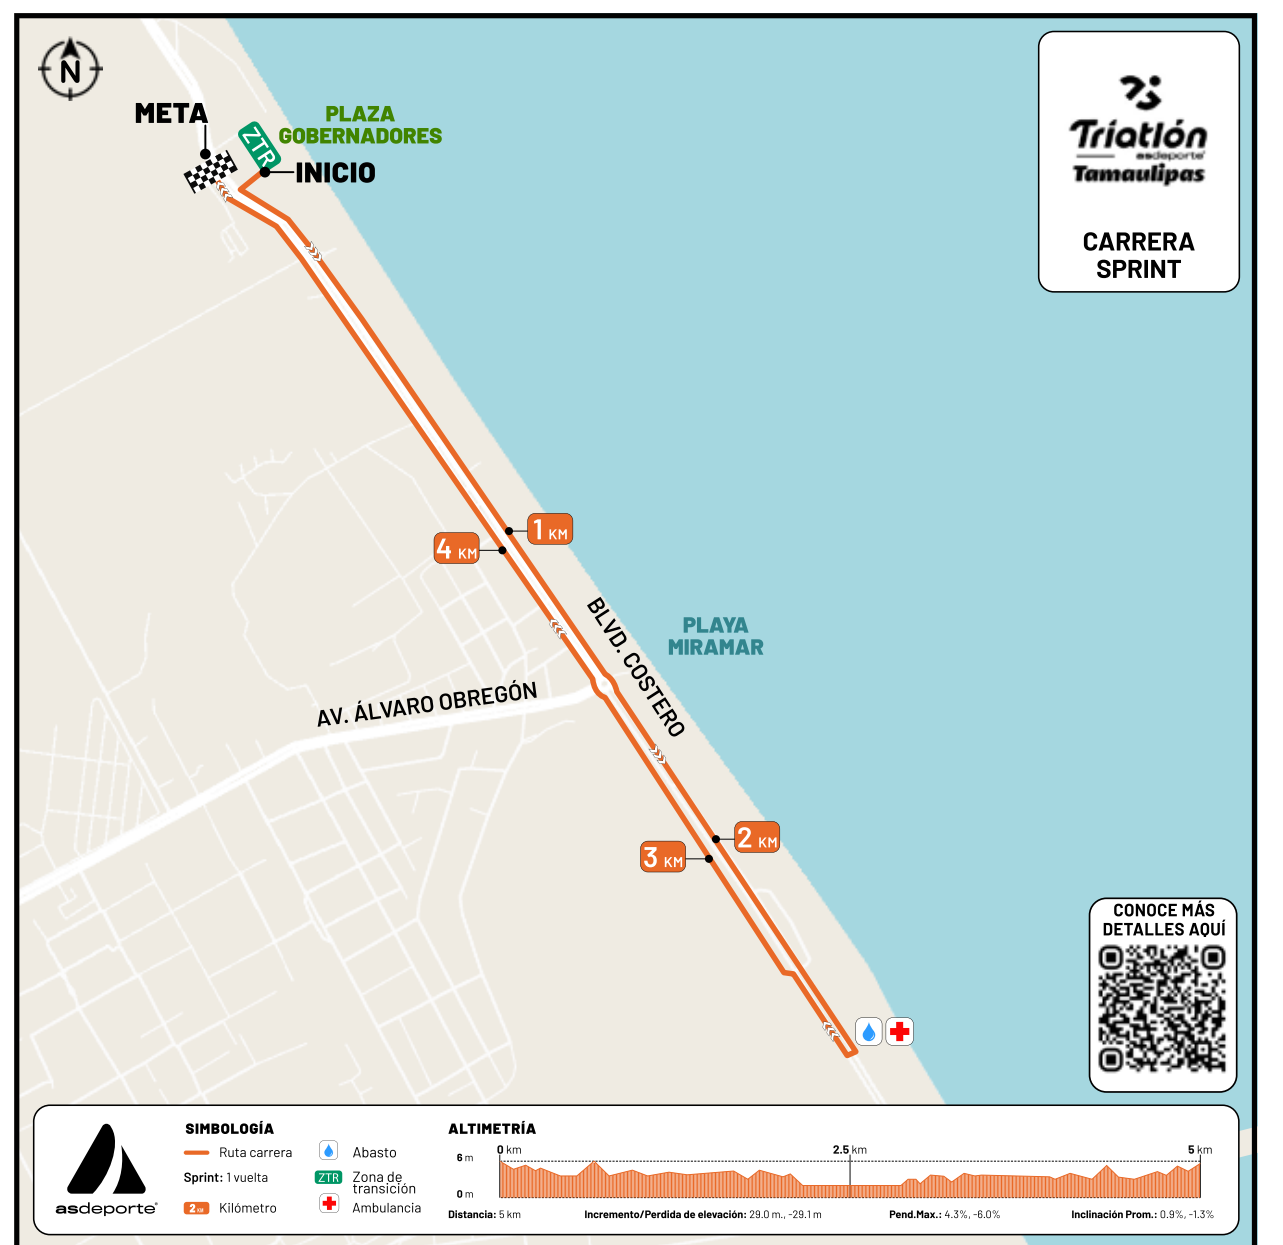 N
META
ZTR
PLAZA
GOBERNADORES
INICIO
Triatlón
asdeporte
Tamaulipas
CARRERA
SPRINT
1 KM
4 KM
BLVD. COSTERO
PLAYA
MIRAMAR
AV. ÁLVARO OBREGÓN
2 KM
3 KM
CONOCE MÁS
DETALLES AQUÍ
asdeporte
SIMBOLOGÍA
Ruta carrera
Sprint: 1 vuelta
2 KM Kilómetro
Abasto
ZTR Zona de
transición
Ambulancia
ALTIMETRÍA
0 km 2.5 km 5 km
6 m
0 m
Distancia: 5 km Incremento/Perdida de elevación: 29.0 m., -29.1 m Pend.Max.: 4.3%, -6.0% Inclinación Prom.: 0.9%, -1.3%